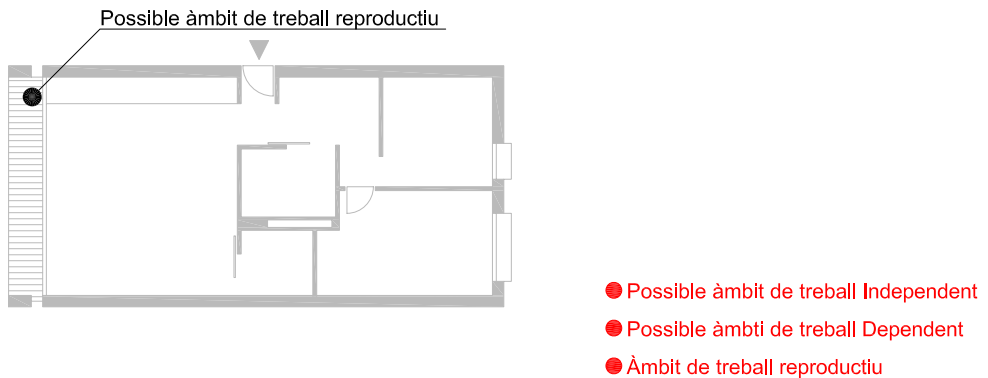 Possible àmbit de treball reproductiu
Possible àmbit de treball Independent
Possible àmbti de treball Dependent
Àmbit de treball reproductiu